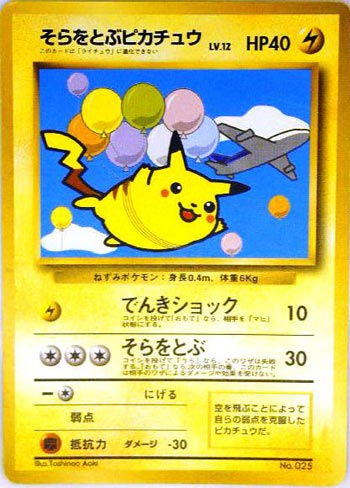 そらをとぶピカチュウ LV.12 HP40
このカードは「ライチュウ」に進化できない
ねずみポケモン：身長0.4m、体重6Kg
でんきショック 10
コインを投げて「おもて」なら、相手を「マヒ」
状態にする。
そらをとぶ 30
コインを投げて「うら」なら、このワザは失敗
する。「おもて」なら次の相手の番、このカード
は相手のワザによるダメージや効果を受けない。
にげる
弱点
抵抗力 ダメージ -30
空を飛ぶことによって
自らの弱点を克服した
ピカチュウだ。
Illus.Toshinao Aoki
No.025